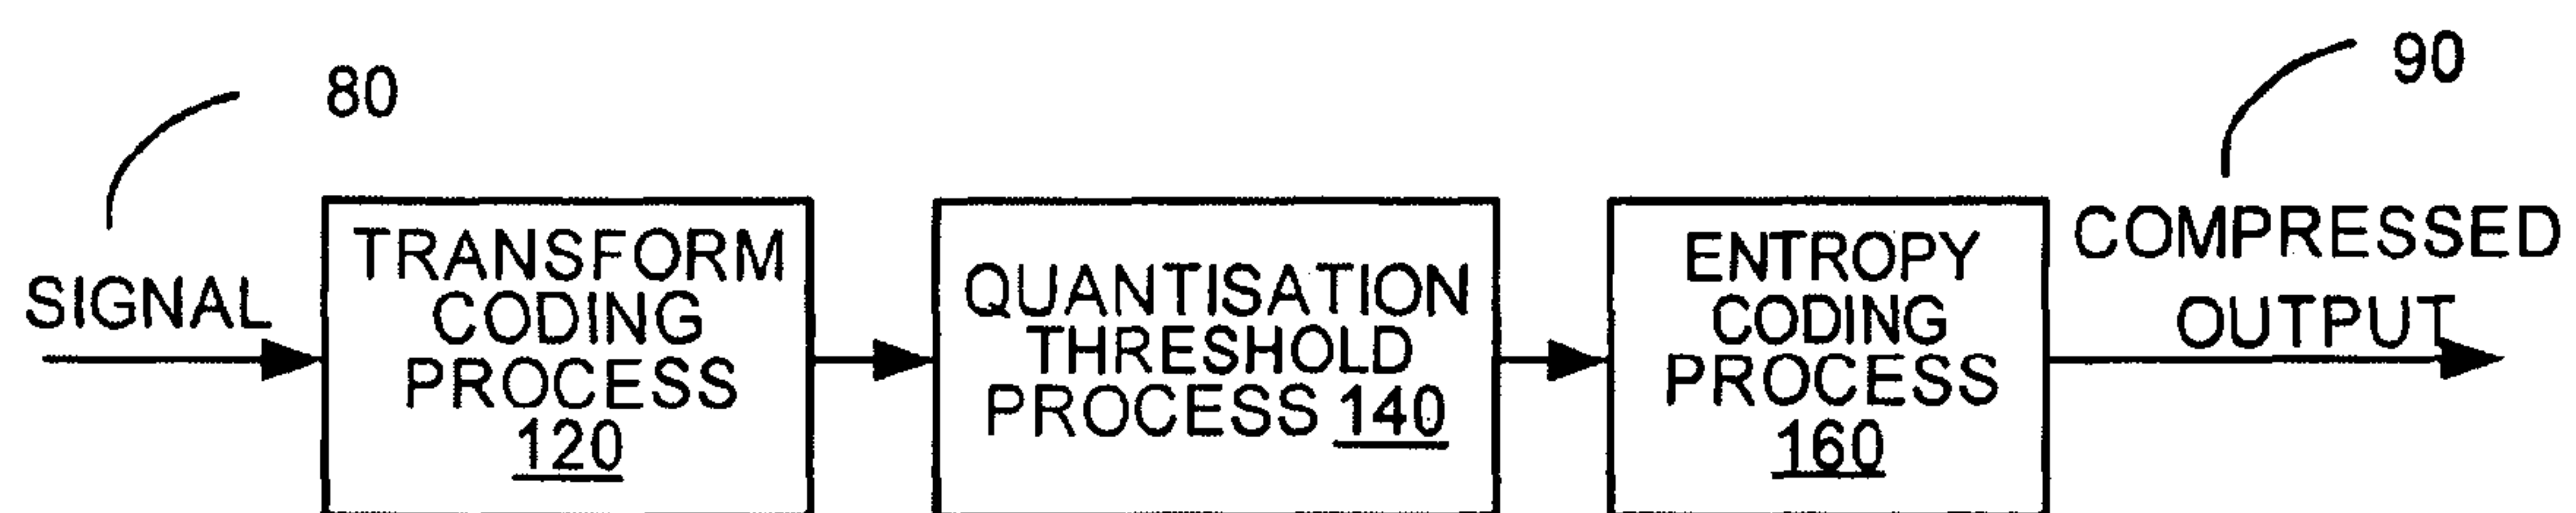 80
90
SIGNAL
TRANSFORM
CODING
PROCESS
120
QUANTISATION
THRESHOLD
PROCESS 140
ENTROPY
CODING
PROCESS
160
COMPRESSED
OUTPUT